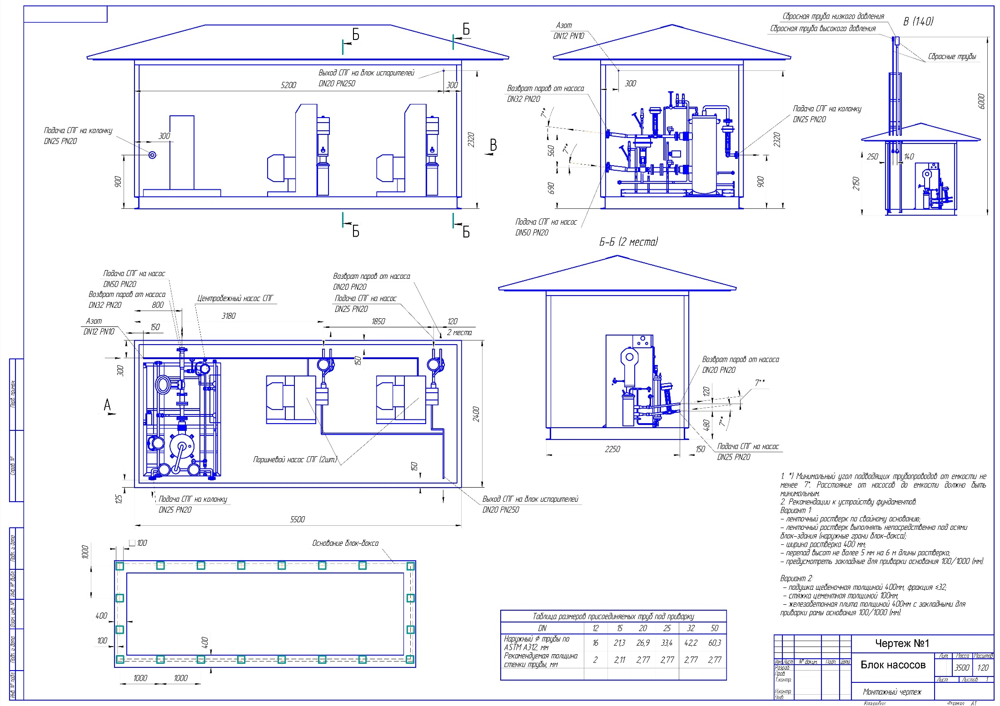 Б
Б
Выход СПГ на блок испарителей
DN20 PN250
5200
300
Подача СПГ на колонку
DN25 PN20
300
900
2320
В
Б
Б
Азот
DN12 PN10
300
Возврат паров от насоса
DN32 PN20
7°*
560
7°*
690
Подача СПГ на колонку
DN25 PN20
2320
900
Подача СПГ на насос
DN50 PN20
Сбросная труба низкого давления
Сбросная труба высокого давления
В (1:40)
Сбросные трубы
6000
250
140
2150
Б-Б (2 места)
Возврат паров от насоса
DN20 PN20
7°*
120
7°*
480
Подача СПГ на насос
DN25 PN20
2250
150
Подача СПГ на насос
DN50 PN20
Возврат паров от насоса
DN32 PN20
800
Центробежный насос СПГ
Возврат паров от насоса
DN20 PN20
Подача СПГ на насос
DN25 PN20
3180
1850
120
2 места
Азот
DN12 PN10
150
300
150
А
2400
Поршневой насос СПГ (2шт.)
150
125
Подача СПГ на колонку
DN25 PN20
Выход СПГ на блок испарителей
DN20 PN250
5500
□100
Основание блок-бокса
1000
400
100
400
1000
1000
1. *) Минимальный угол подводящих трубопроводов от емкости не
менее 7°. Расстояние от насосов до емкости должно быть
минимальным.
2. Рекомендации к устройству фундаментов.
Вариант 1:
- ленточный ростверк по свайному основанию;
- ленточный ростверк выполнять непосредственно под осями
блок-здания (наружные грани блок-бокса);
- ширина ростверка 400 мм;
- перепад высот не более 5 мм на 6 м длины ростверка;
- предусмотреть закладные для приварки основания 100/1000 (мм).
Вариант 2:
- подушка щебеночная толщиной 400мм, фракция ≤32;
- стяжка цементная толщиной 100мм,
- железобетонная плита толщиной 400мм с закладными для
приварки рамы основания 100/1000 (мм).
Таблица размеров присоединяемых труб под приварку
DN 12 15 20 25 32 50
Наружный ϕ трубы по
ASTM A312, мм 16 21,3 26,9 33,4 42,2 60,3
Рекомендуемая толщина
стенки трубы, мм 2 2,11 2,77 2,77 2,77 2,77
Чертеж №1
Блок насосов
Монтажный чертеж
Лит. Масса Масштаб
3500 1:20
Лист Листов 1
Изм. Лист № докум. Подп. Дата
Разраб.
Пров.
Т.контр.
Н.контр.
Утв.
Копировал Формат А1
Перв. примен.
Справ. №
Подп. и дата
Инв. № дубл.
Взам. инв. №
Подп. и дата
Инв. № подл.